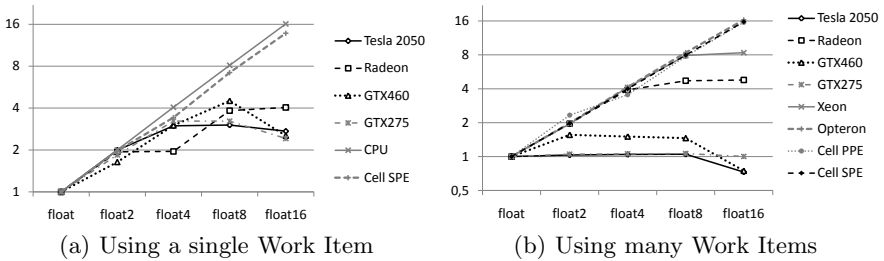 16
8
4
2
1
float float2 float4 float8 float16
Tesla 2050
Radeon
GTX460
GTX275
CPU
Cell SPE
(a) Using a single Work Item
16
8
4
2
1
0,5
float float2 float4 float8 float16
Tesla 2050
Radeon
GTX460
GTX275
Xeon
Opteron
Cell PPE
Cell SPE
(b) Using many Work Items